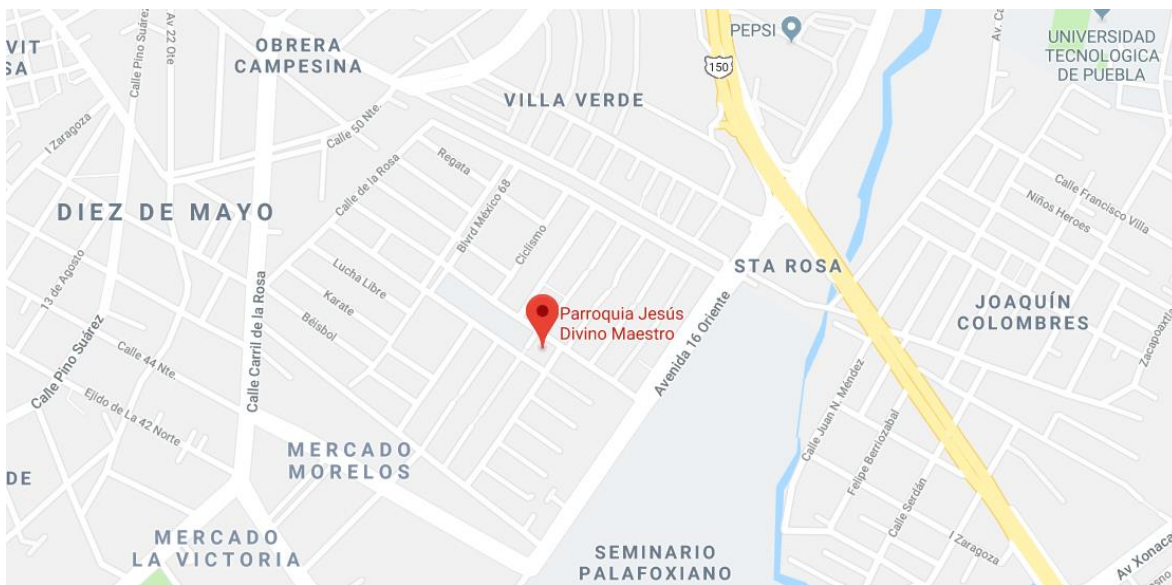 PEPSI
UNIVERSIDAD
TECNOLOGICA
DE PUEBLA
150
VIT
SA
Calle Pino Suárez
Av 22 Ote
OBRERA
CAMPESINA
VILLA VERDE
I Zaragoza
Calle 50 Nte.
Regata
Calle de la Rosa
Blvrd México 68
Ciclismo
Calle Francisco Villa
Niños Heroes
DIEZ DE MAYO
13 de Agosto
Lucha Libre
Karate
Béisbol
STA ROSA
JOAQUÍN
COLOMBRES
Parroquia Jesús
Divino Maestro
Avenida 16 Oriente
Calle Carril de la Rosa
Calle Pino Suárez
Calle 44 Nte.
Ejido de La 42 Norte
Calle Juan N. Méndez
Felipe Berriozabal
Calle Serdán
I Zaragoza
Av Xonaca
MERCADO
MORELOS
DE
MERCADO
LA VICTORIA
SEMINARIO
PALAFOXIANO